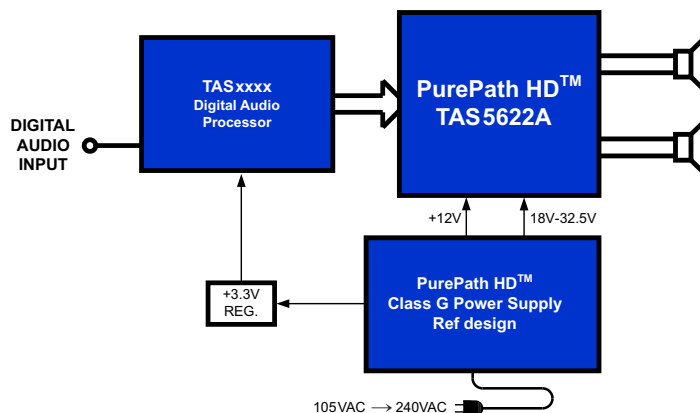 TASxxxx
Digital Audio
Processor
PurePath HD™
TAS5622A
DIGITAL
AUDIO
INPUT
+12V
18V-32.5V
+3.3V
REG.
PurePath HD™
Class G Power Supply
Ref design
105VAC → 240VAC